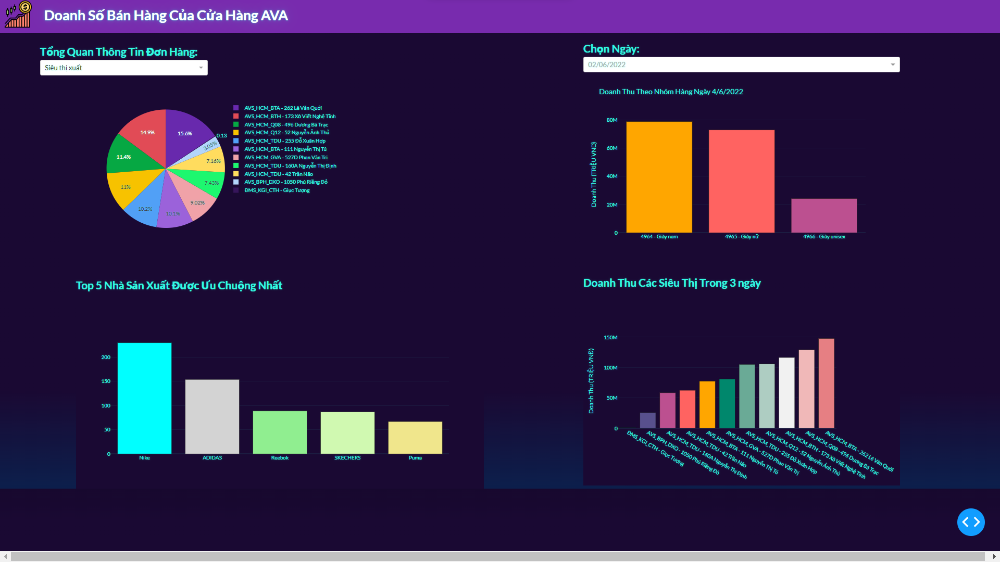 Doanh Số Bán Hàng Của Cửa Hàng AVA
Tổng Quan Thông Tin Đơn Hàng:
Siêu thị xuất
15.6%
14.9%
11.4%
11%
10.2%
10.1%
9.02%
7.43%
7.16%
3.05%
0.13
AVS_HCM_BTA - 262 Lê Văn Quới
AVS_HCM_BTH - 173 Xô Viết Nghệ Tĩnh
AVS_HCM_Q08 - 496 Dương Bá Trạc
AVS_HCM_Q12 - 52 Nguyễn Ảnh Thủ
AVS_HCM_TDU - 255 Đỗ Xuân Hợp
AVS_HCM_BTA - 111 Nguyễn Thị Tú
AVS_HCM_GVA - 527D Phan Văn Trị
AVS_HCM_TDU - 160A Nguyễn Thị Định
AVS_HCM_TDU - 42 Trần Não
AVS_BPH_DXO - 1050 Phú Riềng Đỏ
ĐMS_KGI_CTH - Giục Tượng
Chọn Ngày:
02/06/2022
Doanh Thu Theo Nhóm Hàng Ngày 4/6/2022
Doanh Thu (TRIỆU VND)
80M
60M
40M
20M
0
4964 - Giày nam
4965 - Giày nữ
4966 - Giày unisex
Top 5 Nhà Sản Xuất Được Ưu Chuộng Nhất
200
150
100
50
0
Nike
ADIDAS
Reebok
SKECHERS
Puma
Doanh Thu Các Siêu Thị Trong 3 ngày
Doanh Thu (TRIỆU VNĐ)
150M
100M
50M
0
ĐMS_KGI_CTH - Giục Tượng
AVS_BPH_DXO - 1050 Phú Riềng Đỏ
AVS_HCM_TDU - 160A Nguyễn Thị Định
AVS_HCM_TDU - 42 Trần Não
AVS_HCM_BTA - 111 Nguyễn Thị Tú
AVS_HCM_GVA - 527D Phan Văn Trị
AVS_HCM_TDU - 255 Đỗ Xuân Hợp
AVS_HCM_Q12 - 52 Nguyễn Ảnh Thủ
AVS_HCM_BTH - 173 Xô Viết Nghệ Tĩnh
AVS_HCM_Q08 - 496 Dương Bá Trạc
AVS_HCM_BTA - 262 Lê Văn Quới